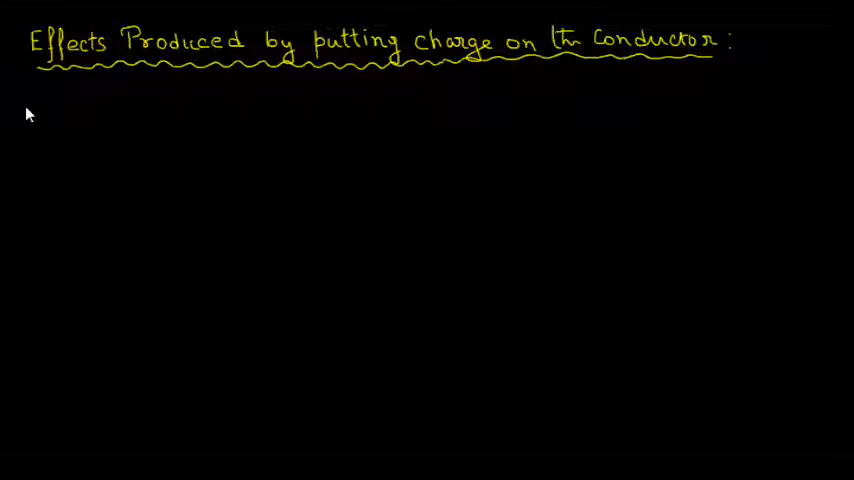 Effects Produced by putting charge on the Conductor :